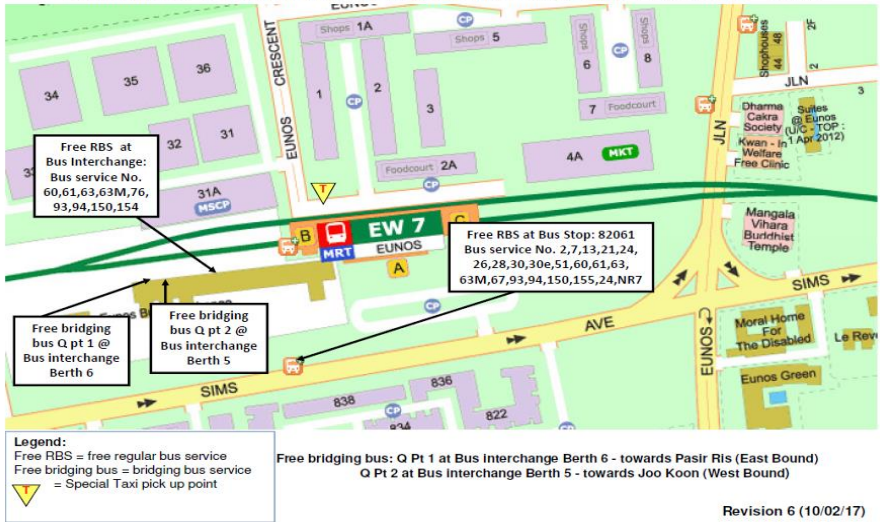 EUNOS
CP
Shops 1A
Shops 5
CP
Shops
6
Shops
8
Shophouses
44 48
2F
2
JLN
3
CRESCENT
EUNOS
34
35
36
1
CP
2
3
7 Foodcourt
32
31
Foodcourt 2A
4A MKT
CP
JLN
Dharma
Cakra
Society
Kwan - In
Welfare
Free Clinic
Suites
@ Eunos
(U/C - TOP :
1 Apr 2012)
Free RBS at
Bus Interchange:
Bus service No.
60,61,63,63M,76,
93,94,150,154
31A
MSCP
T
B
EW 7
C
MRT
EUNOS
A
Free RBS at Bus Stop: 82061
Bus service No. 2,7,13,21,24,
26,28,30,30e,51,60,61,63,
63M,67,93,94,150,155,24,NR7
Mangala
Vihara
Buddhist
Temple
SIMS
Free bridging
bus Q pt 1 @
Bus interchange
Berth 6
Free bridging
bus Q pt 2 @
Bus interchange
Berth 5
CP
AVE
SIMS
EUNOS
Moral Home
For
The Disabled
Le Rev
Eunos Green
838
836
CP
834
822
CP
Legend:
Free RBS = free regular bus service
Free bridging bus = bridging bus service
T = Special Taxi pick up point
Free bridging bus: Q Pt 1 at Bus interchange Berth 6 - towards Pasir Ris (East Bound)
Q Pt 2 at Bus interchange Berth 5 - towards Joo Koon (West Bound)
Revision 6 (10/02/17)